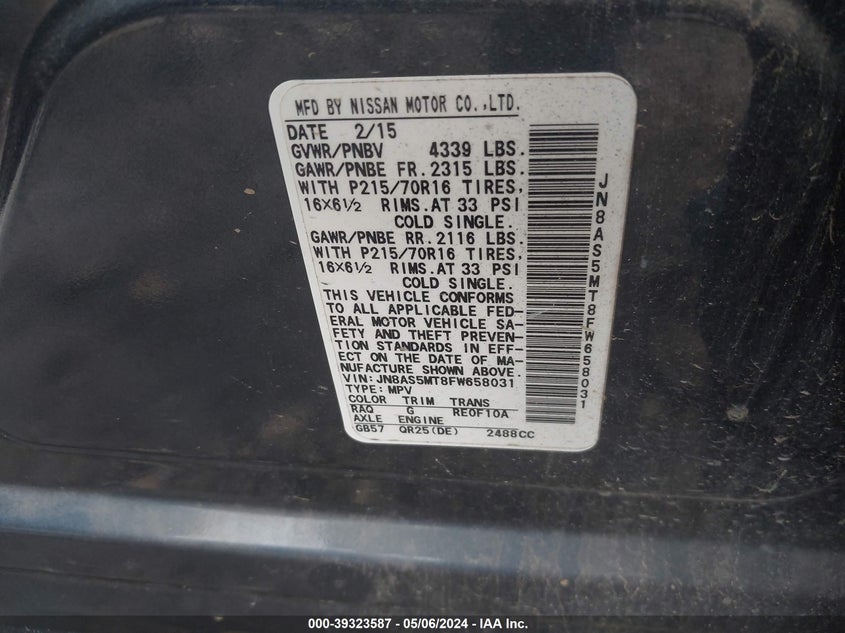 MFD BY NISSAN MOTOR CO.,LTD.
DATE 2/15
GVWR/PNBV 4339 LBS.
GAWR/PNBE FR. 2315 LBS.
WITH P215/70R16 TIRES,
16X6½ RIMS. AT 33 PSI
COLD SINGLE.
GAWR/PNBE RR. 2116 LBS.
WITH P215/70R16 TIRES,
16X6½ RIMS. AT 33 PSI
COLD SINGLE.
THIS VEHICLE CONFORMS
TO ALL APPLICABLE FED-
ERAL MOTOR VEHICLE SA-
FETY AND THEFT PREVEN-
TION STANDARDS IN EFF-
ECT ON THE DATE OF MA-
NUFACTURE SHOWN ABOVE.
VIN: JN8AS5MT8FW658031
TYPE: MPV
COLOR TRIM TRANS
RAQ G RE0F10A
AXLE ENGINE
GB57 QR25(DE) 2488CC
JN8AS5MT8FW658031
000-39323587 - 05/06/2024 - IAA Inc.